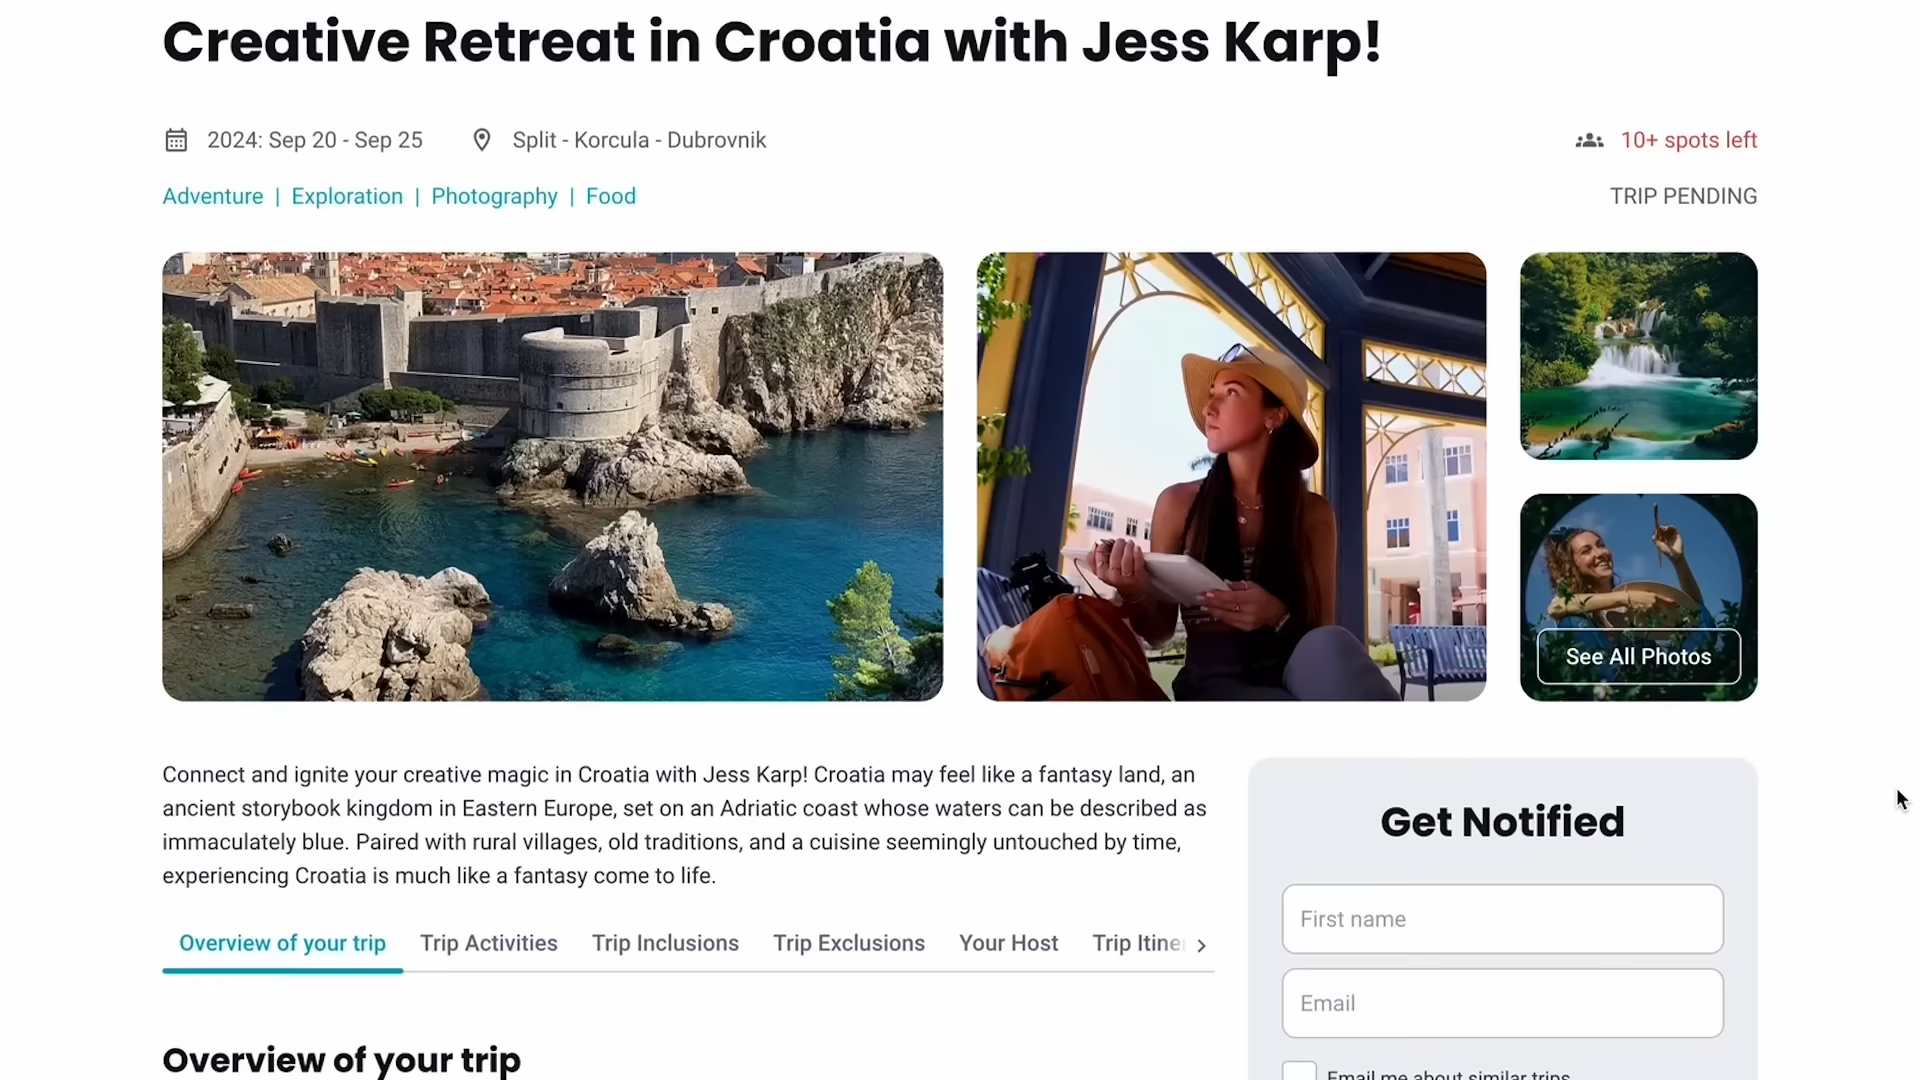 Creative Retreat in Croatia with Jess Karp!
2024: Sep 20 - Sep 25
Split - Korcula - Dubrovnik
10+ spots left
Adventure | Exploration | Photography | Food
TRIP PENDING
See All Photos
Connect and ignite your creative magic in Croatia with Jess Karp! Croatia may feel like a fantasy land, an
ancient storybook kingdom in Eastern Europe, set on an Adriatic coast whose waters can be described as
immaculately blue. Paired with rural villages, old traditions, and a cuisine seemingly untouched by time,
experiencing Croatia is much like a fantasy come to life.
Overview of your trip
Trip Activities
Trip Inclusions
Trip Exclusions
Your Host
Trip Itine
Overview of your trip
Get Notified
First name
Email
Email me about similar trips